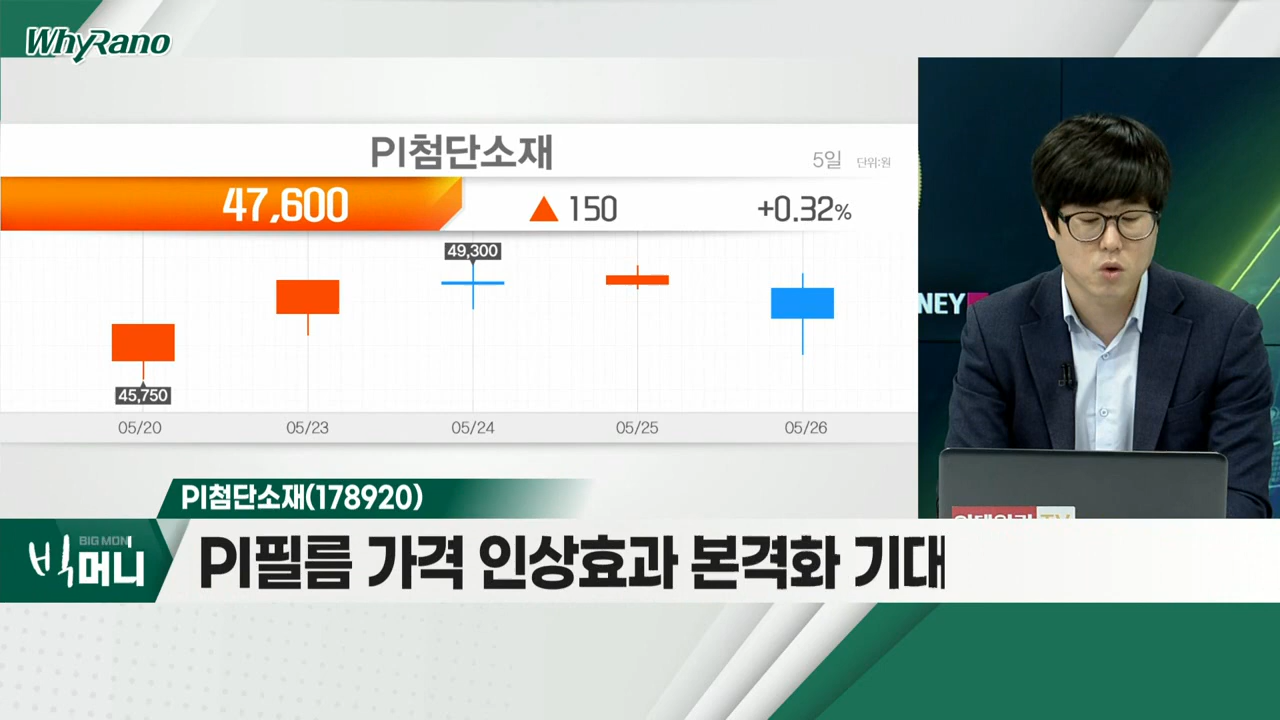 WhyRano
PI첨단소재
5일 단위:원
47,600 ▲ 150 +0.32%
49,300
45,750
05/20 05/23 05/24 05/25 05/26
NEY
PI첨단소재(178920)
BIG MON
빅머니
PI필름 가격 인상효과 본격화 기대